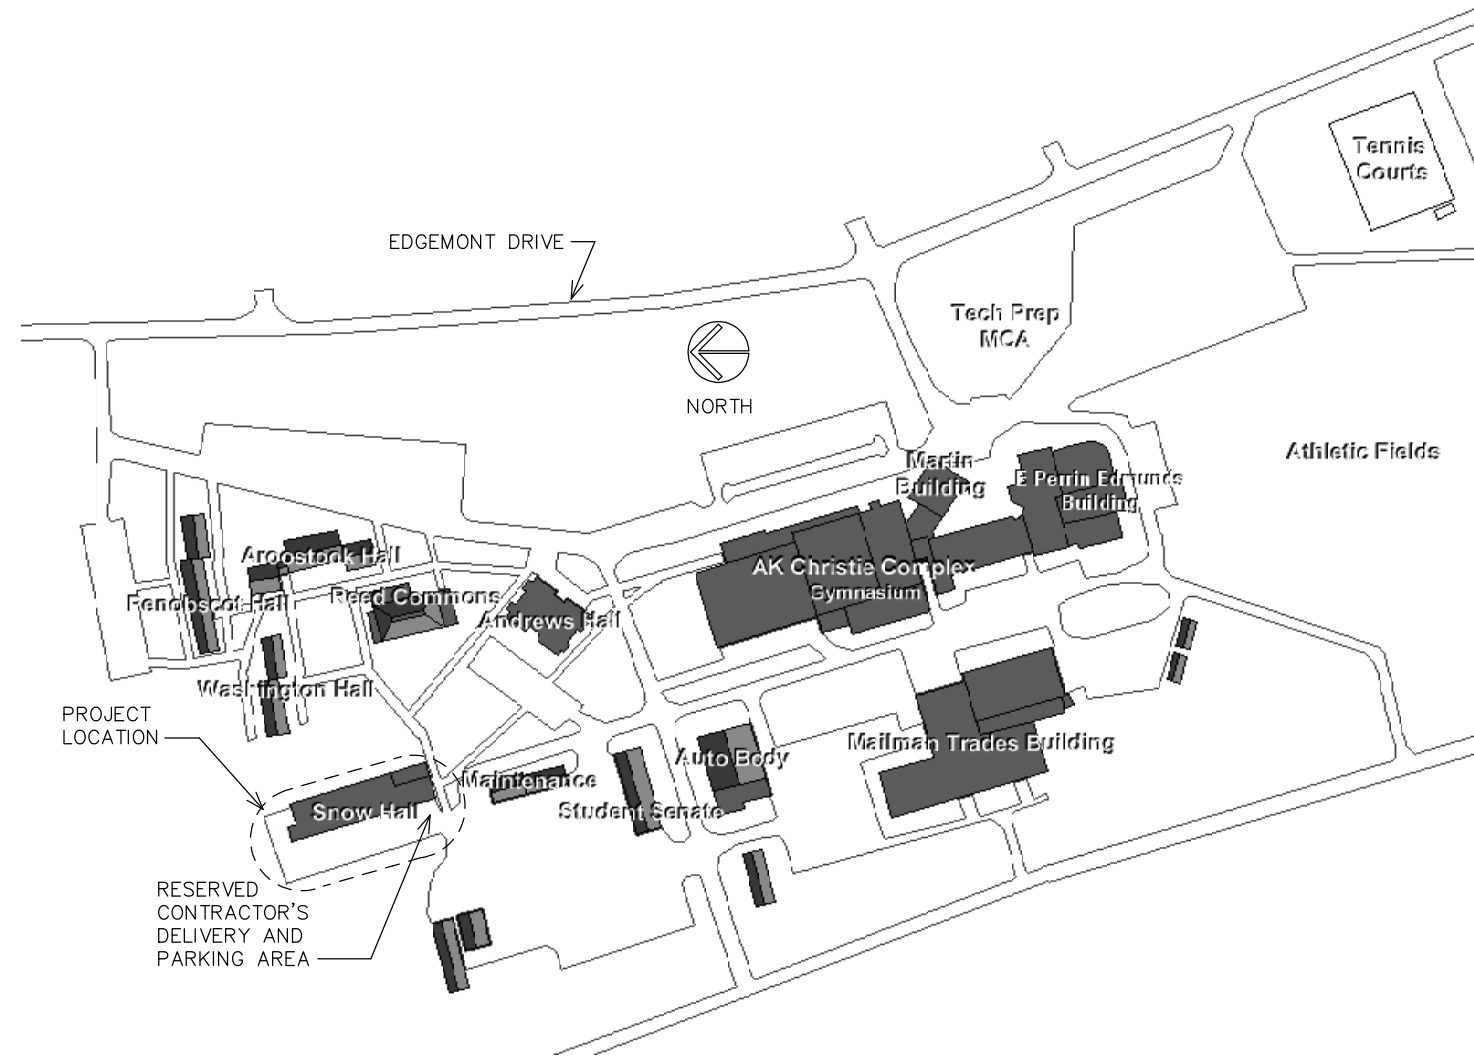 Tennis
Courts
EDGEMONT DRIVE
Tech Prep
MCA
NORTH
Athletic Fields
Martin
Building
E Perrin Edmunds
Building
Aroostook Hall
AK Christie Complex
Gymnasium
Penobscot Hall
Reed Commons
Andrews Hall
Washington Hall
PROJECT
LOCATION
Mailman Trades Building
Auto Body
Maintenance
Snow Hall
Student Senate
RESERVED
CONTRACTOR'S
DELIVERY AND
PARKING AREA